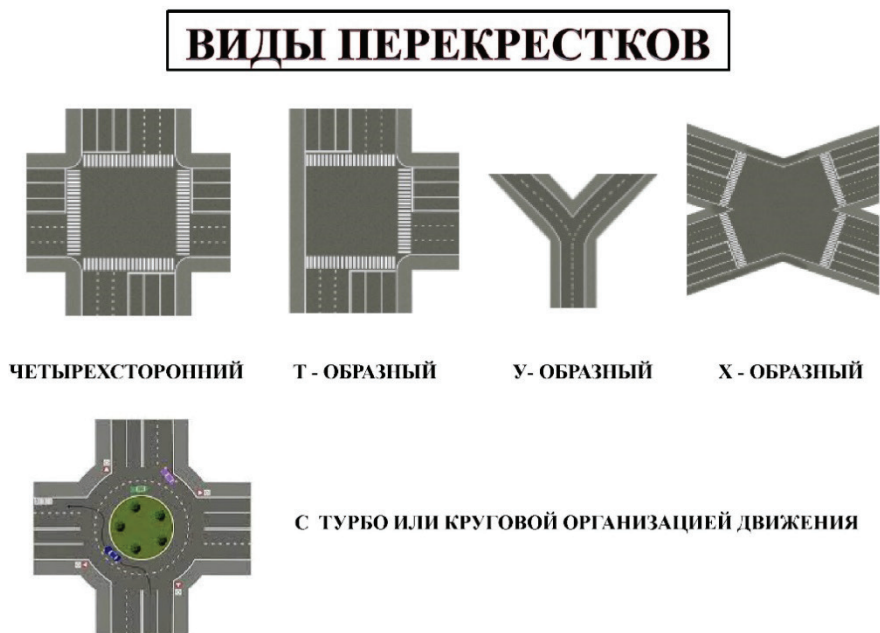 ВИДЫ ПЕРЕКРЕСТКОВ
ЧЕТЫРЕХСТОРОННИЙ
Т - ОБРАЗНЫЙ
У- ОБРАЗНЫЙ
Х - ОБРАЗНЫЙ
С ТУРБО ИЛИ КРУГОВОЙ ОРГАНИЗАЦИЕЙ ДВИЖЕНИЯ